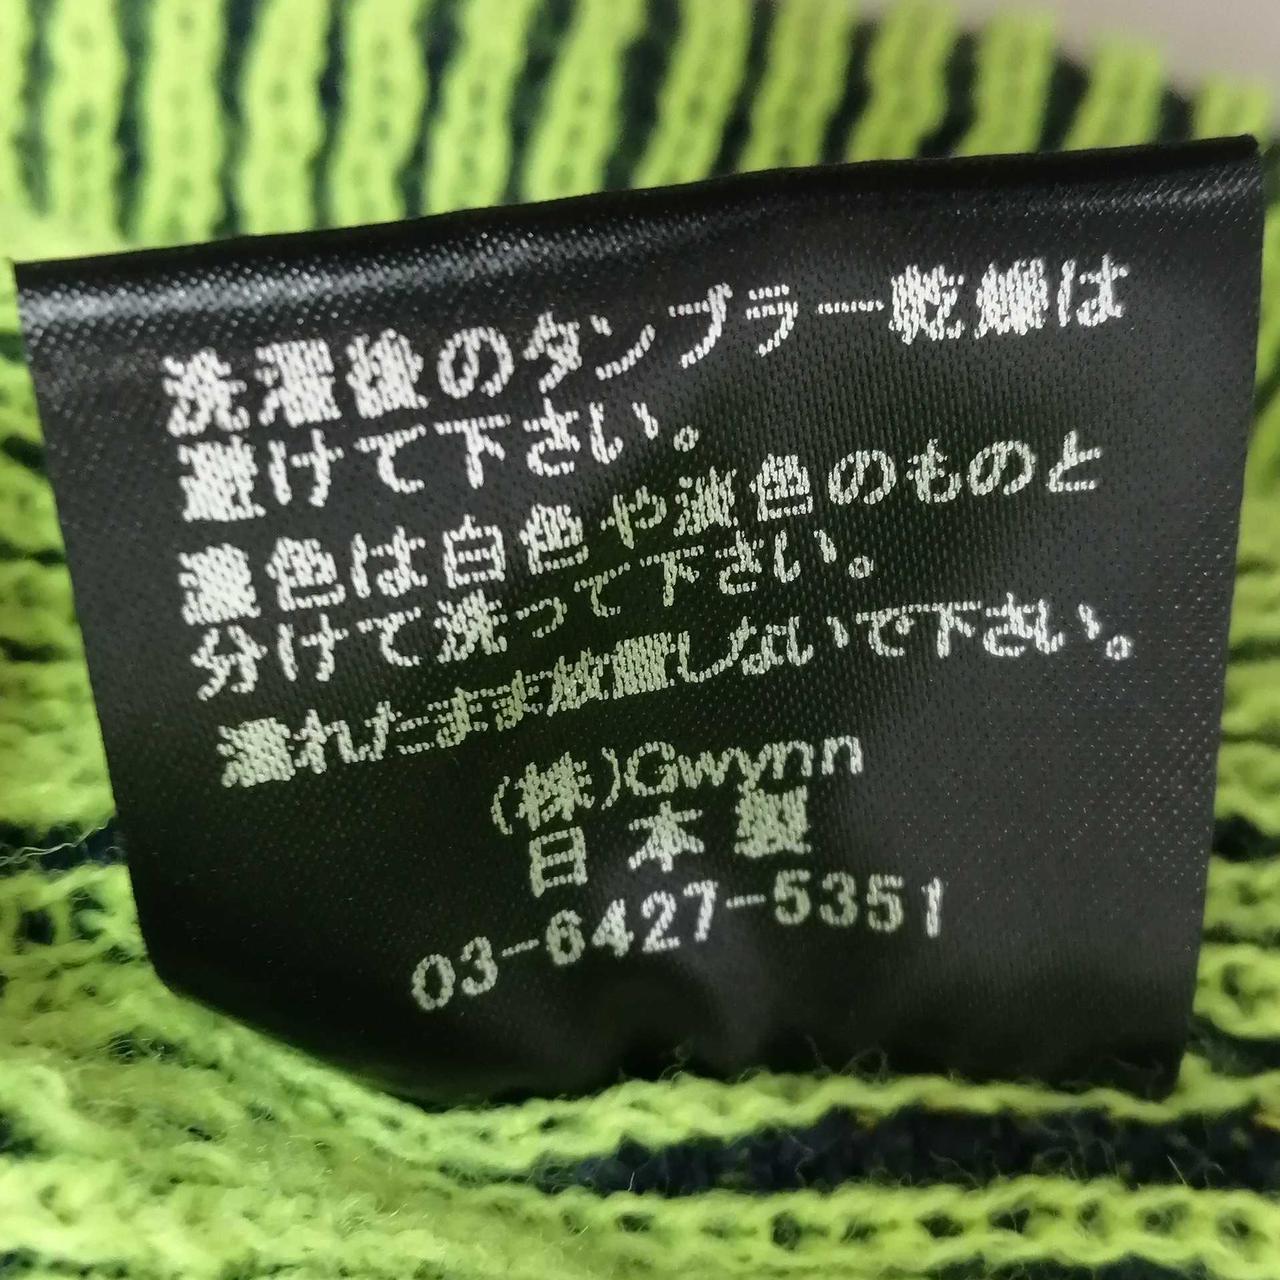 洗濯後のタンブラー乾燥は
避けて下さい。
濃色は白色や淡色のものと
分けて洗って下さい。
濡れたまま放置しないで下さい。
(株)Gwynn
日本製
03-6427-5351